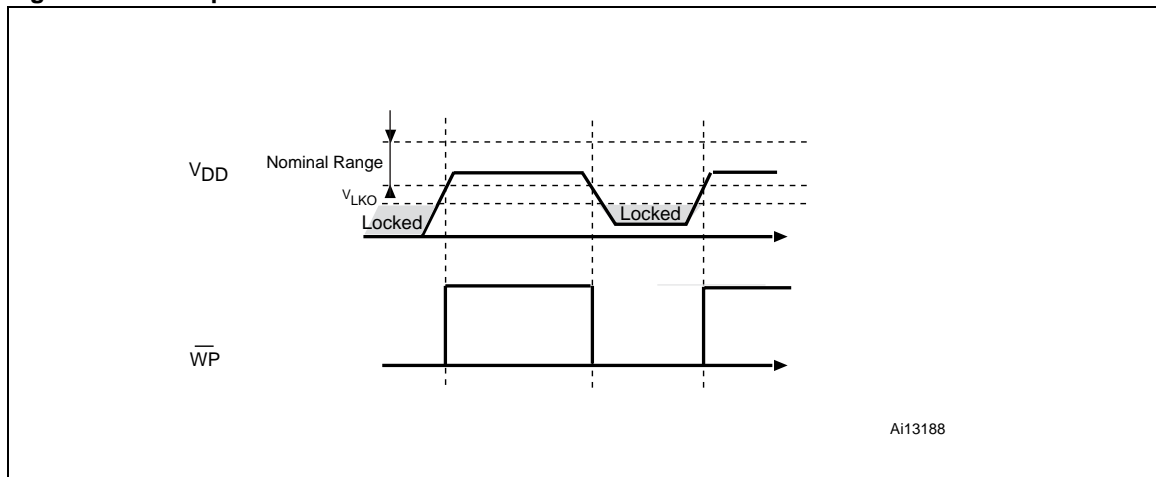 Nominal Range
VDD
VLKO
Locked
Locked
WP
Ai13188